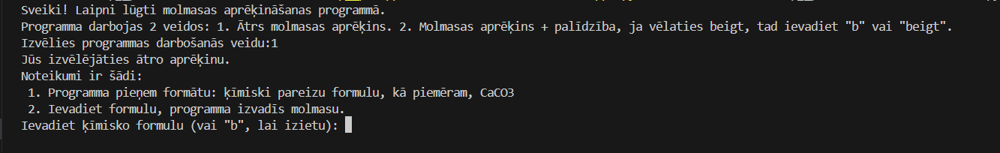 Sveiki! Laipni lūgti molmasas aprēķināšanas programmā.
Programma darbojas 2 veidos: 1. Ātrs molmasas aprēķins. 2. Molmasas aprēķins + palīdzība, ja vēlaties beigt, tad ievadiet "b" vai "beigt".
Izvēlies programmas darbošanās veidu:1
Jūs izvēlējāties ātro aprēķinu.
Noteikumi ir šādi:
1. Programma pieņem formātu: ķīmiski pareizu formulu, kā piemēram, CaCO3
2. Ievadiet formulu, programma izvadīs molmasu.
Ievadiet ķīmisko formulu (vai "b", lai izietu):